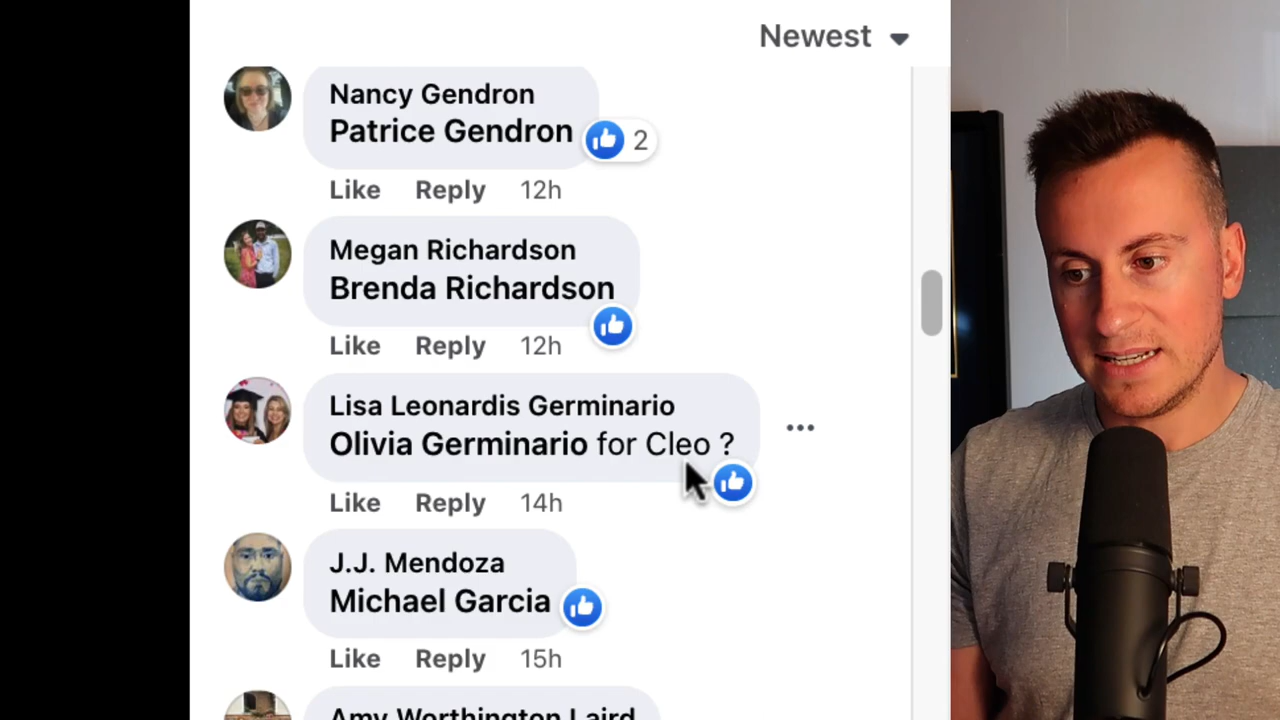 Newest
Nancy Gendron
Patrice Gendron
2
Like Reply 12h
Megan Richardson
Brenda Richardson
Like Reply 12h
Lisa Leonardis Germinario
Olivia Germinario for Cleo ?
Like Reply 14h
J.J. Mendoza
Michael Garcia
Like Reply 15h
Amy Worthington Laird